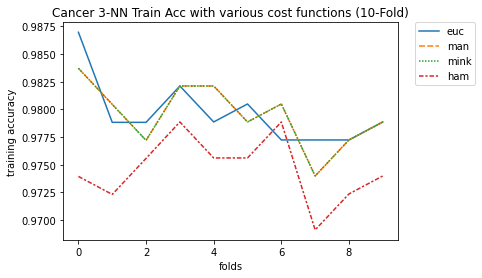 Cancer 3-NN Train Acc with various cost functions (10-Fold)
0.9875
0.9850
0.9825
0.9800
0.9775
0.9750
0.9725
0.9700
training accuracy
0 2 4 6 8
folds
euc
man
mink
ham